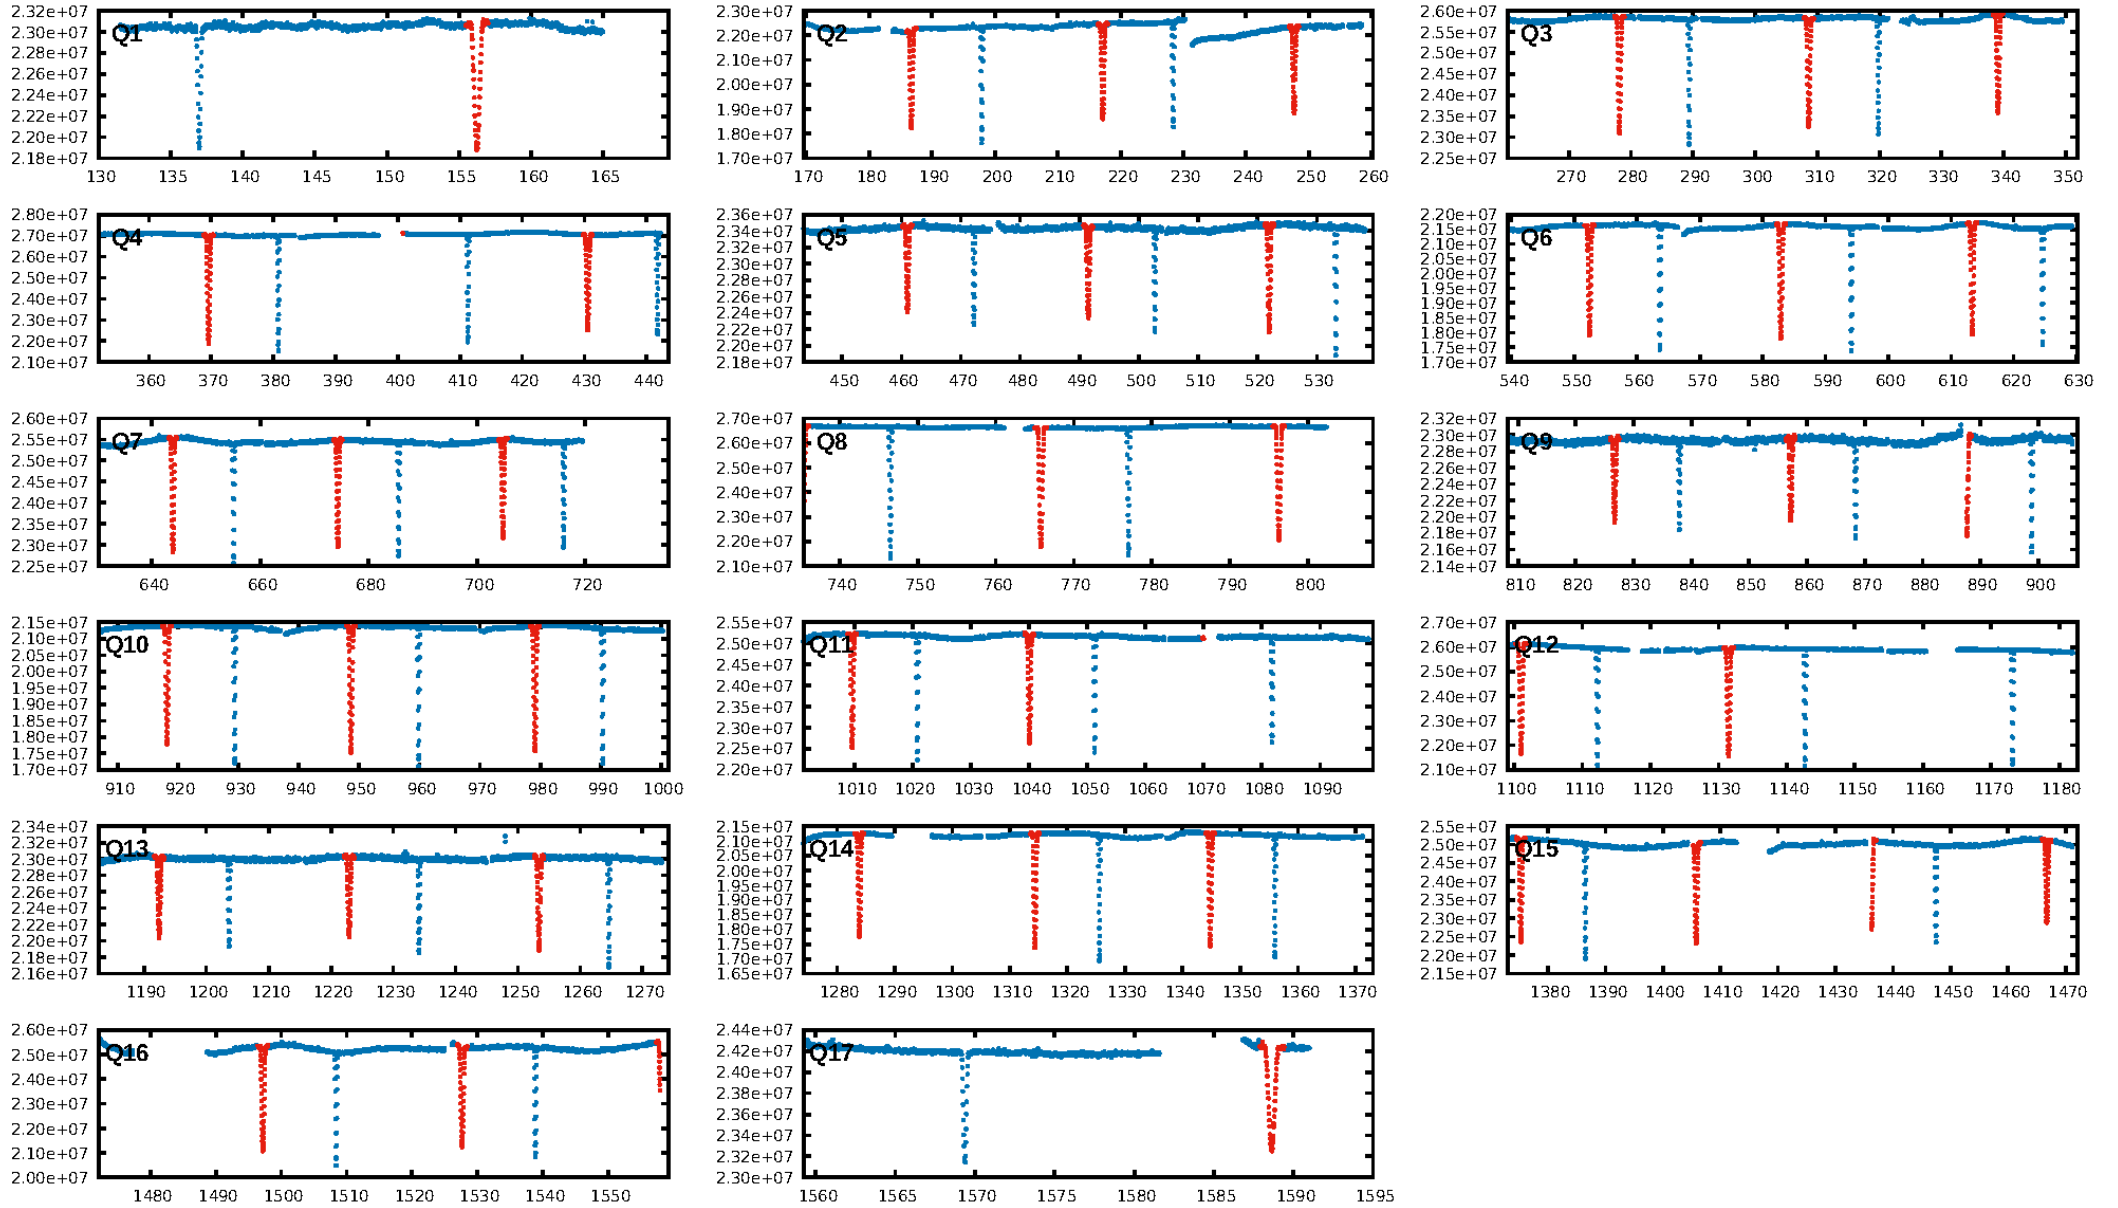 2.32e+07
2.30e+07
2.28e+07
2.26e+07
2.24e+07
2.22e+07
2.20e+07
2.18e+07
Q1
130 135 140 145 150 155 160 165
2.30e+07
2.20e+07
2.10e+07
2.00e+07
1.90e+07
1.80e+07
1.70e+07
Q2
170 180 190 200 210 220 230 240 250 260
2.60e+07
2.55e+07
2.50e+07
2.45e+07
2.40e+07
2.35e+07
2.30e+07
2.25e+07
Q3
270 280 290 300 310 320 330 340 350
2.80e+07
2.70e+07
2.60e+07
2.50e+07
2.40e+07
2.30e+07
2.20e+07
2.10e+07
Q4
360 370 380 390 400 410 420 430 440
2.36e+07
2.34e+07
2.32e+07
2.30e+07
2.28e+07
2.26e+07
2.24e+07
2.22e+07
2.20e+07
2.18e+07
Q5
450 460 470 480 490 500 510 520 530
2.20e+07
2.15e+07
2.10e+07
2.05e+07
2.00e+07
1.95e+07
1.90e+07
1.85e+07
1.80e+07
1.75e+07
1.70e+07
Q6
540 550 560 570 580 590 600 610 620 630
2.60e+07
2.55e+07
2.50e+07
2.45e+07
2.40e+07
2.35e+07
2.30e+07
2.25e+07
Q7
640 660 680 700 720
2.70e+07
2.60e+07
2.50e+07
2.40e+07
2.30e+07
2.20e+07
2.10e+07
Q8
740 750 760 770 780 790 800
2.32e+07
2.30e+07
2.28e+07
2.26e+07
2.24e+07
2.22e+07
2.20e+07
2.18e+07
2.16e+07
2.14e+07
Q9
810 820 830 840 850 860 870 880 890 900
2.15e+07
2.10e+07
2.05e+07
2.00e+07
1.95e+07
1.90e+07
1.85e+07
1.80e+07
1.75e+07
1.70e+07
Q10
910 920 930 940 950 960 970 980 990 1000
2.55e+07
2.50e+07
2.45e+07
2.40e+07
2.35e+07
2.30e+07
2.25e+07
2.20e+07
Q11
1010 1020 1030 1040 1050 1060 1070 1080 1090
2.70e+07
2.60e+07
2.50e+07
2.40e+07
2.30e+07
2.20e+07
2.10e+07
Q12
1100 1110 1120 1130 1140 1150 1160 1170 1180
2.34e+07
2.32e+07
2.30e+07
2.28e+07
2.26e+07
2.24e+07
2.22e+07
2.20e+07
2.18e+07
2.16e+07
Q13
1190 1200 1210 1220 1230 1240 1250 1260 1270
2.15e+07
2.10e+07
2.05e+07
2.00e+07
1.95e+07
1.90e+07
1.85e+07
1.80e+07
1.75e+07
1.70e+07
1.65e+07
Q14
1280 1290 1300 1310 1320 1330 1340 1350 1360 1370
2.55e+07
2.50e+07
2.45e+07
2.40e+07
2.35e+07
2.30e+07
2.25e+07
2.20e+07
2.15e+07
Q15
1380 1390 1400 1410 1420 1430 1440 1450 1460 1470
2.60e+07
2.50e+07
2.40e+07
2.30e+07
2.20e+07
2.10e+07
2.00e+07
Q16
1480 1490 1500 1510 1520 1530 1540 1550
2.44e+07
2.42e+07
2.40e+07
2.38e+07
2.36e+07
2.34e+07
2.32e+07
2.30e+07
Q17
1560 1565 1570 1575 1580 1585 1590 1595